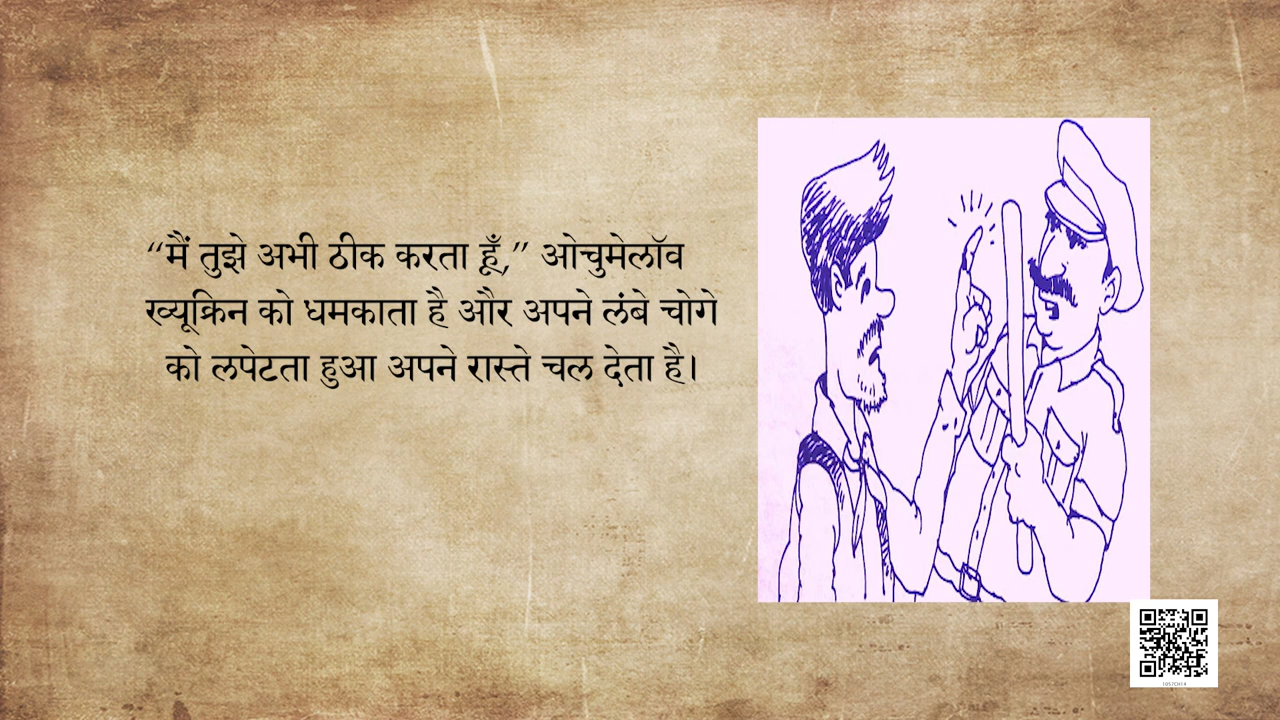 “मैं तुझे अभी ठीक करता हूँ,” ओचुमेलॉव
ख्यूक्रिन को धमकाता है और अपने लंबे चोगे
को लपेटता हुआ अपने रास्ते चल देता है।